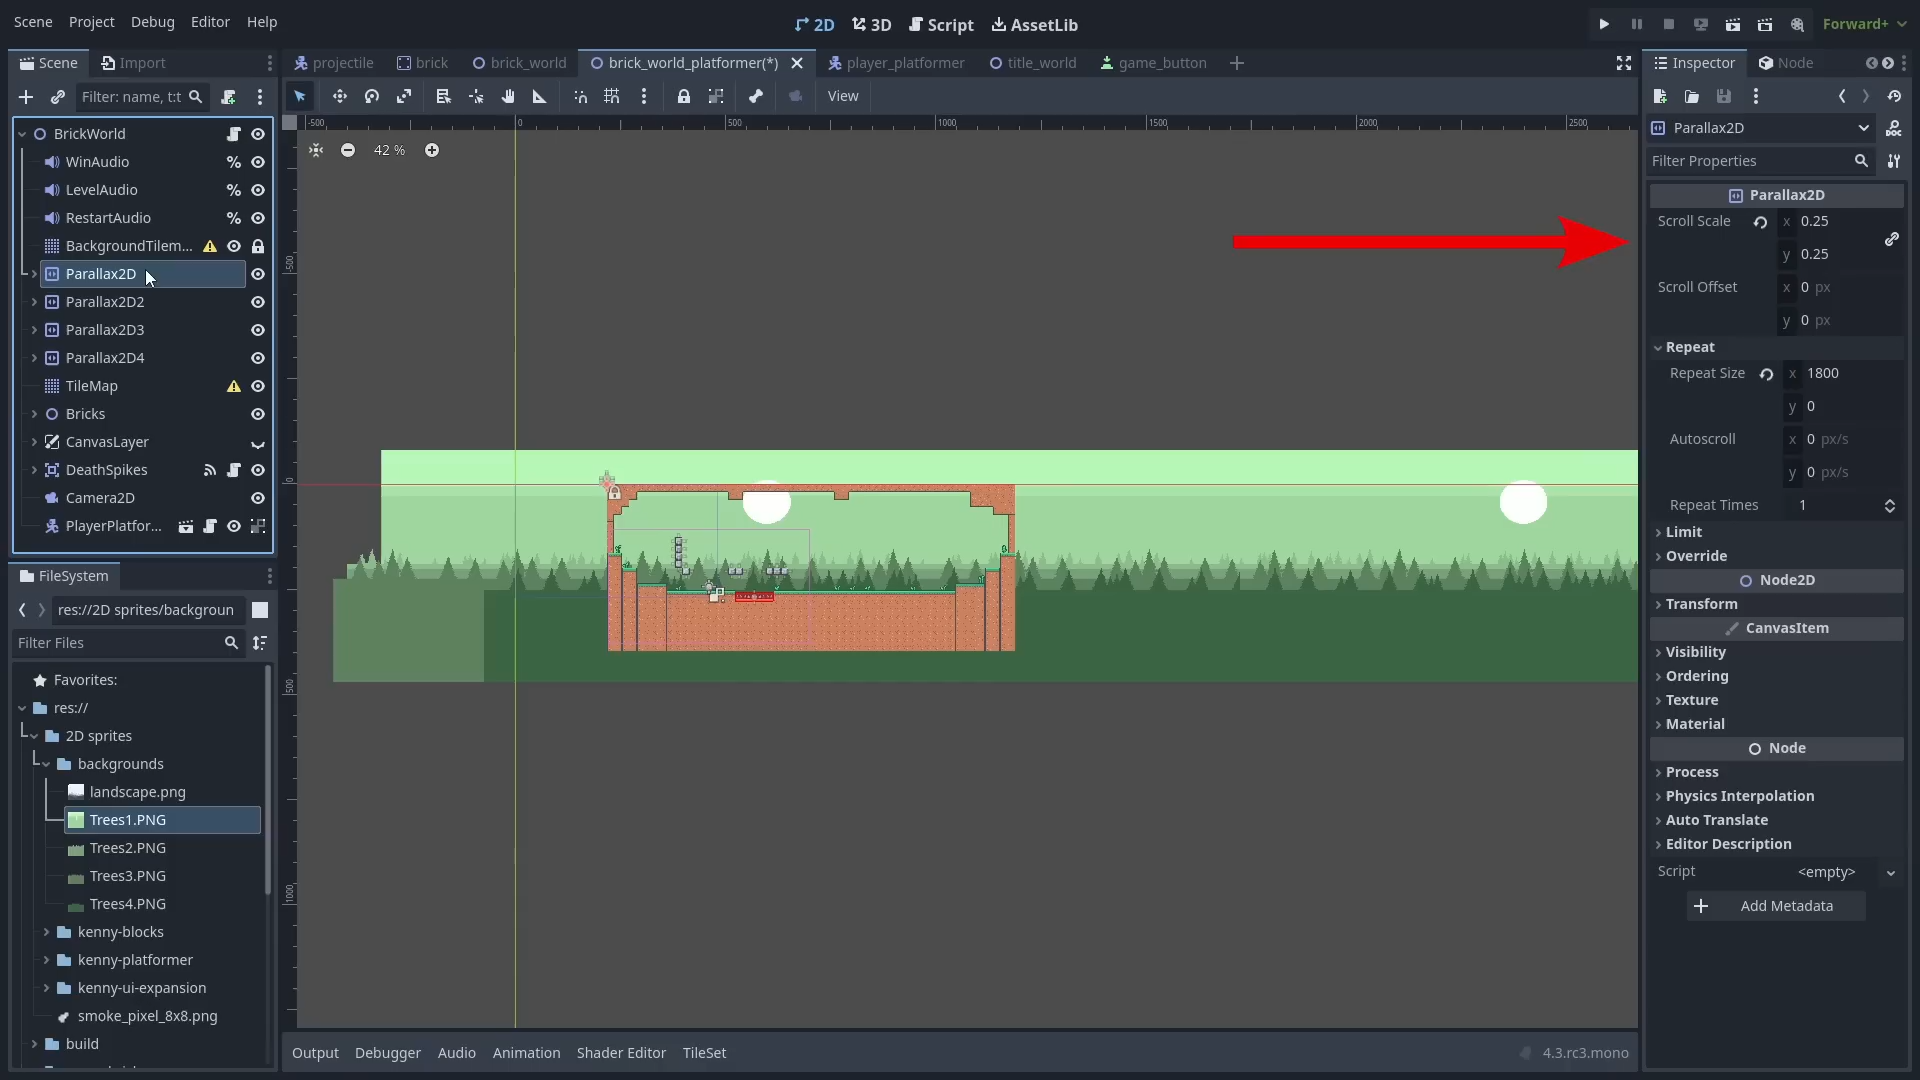 Scene Project Debug Editor Help
2D 3D Script AssetLib
Forward+
Scene Import
projectile brick brick_world brick_world_platformer(*) player_platformer title_world game_button
Inspector Node
Filter: name, t:t
View
Parallax2D
Filter Properties
-500 0 500 1000 1500 2000 2500
42 %
BrickWorld
WinAudio
LevelAudio
RestartAudio
BackgroundTilem...
Parallax2D
Parallax2D2
Parallax2D3
Parallax2D4
TileMap
Bricks
CanvasLayer
DeathSpikes
Camera2D
PlayerPlatfor...
-500
0
500
1000
Parallax2D
Scroll Scale x 0.25
y 0.25
Scroll Offset x 0 px
y 0 px
Repeat
Repeat Size x 1800
y 0
Autoscroll x 0 px/s
y 0 px/s
Repeat Times 1
Limit
Override
Node2D
Transform
CanvasItem
Visibility
Ordering
Texture
Material
Node
Process
Physics Interpolation
Auto Translate
Editor Description
Script <empty>
Add Metadata
FileSystem
res://2D sprites/backgroun
Filter Files
Favorites:
res://
2D sprites
backgrounds
landscape.png
Trees1.PNG
Trees2.PNG
Trees3.PNG
Trees4.PNG
kenny-blocks
kenny-platformer
kenny-ui-expansion
smoke_pixel_8x8.png
build
Output Debugger Audio Animation Shader Editor TileSet
4.3.rc3.mono